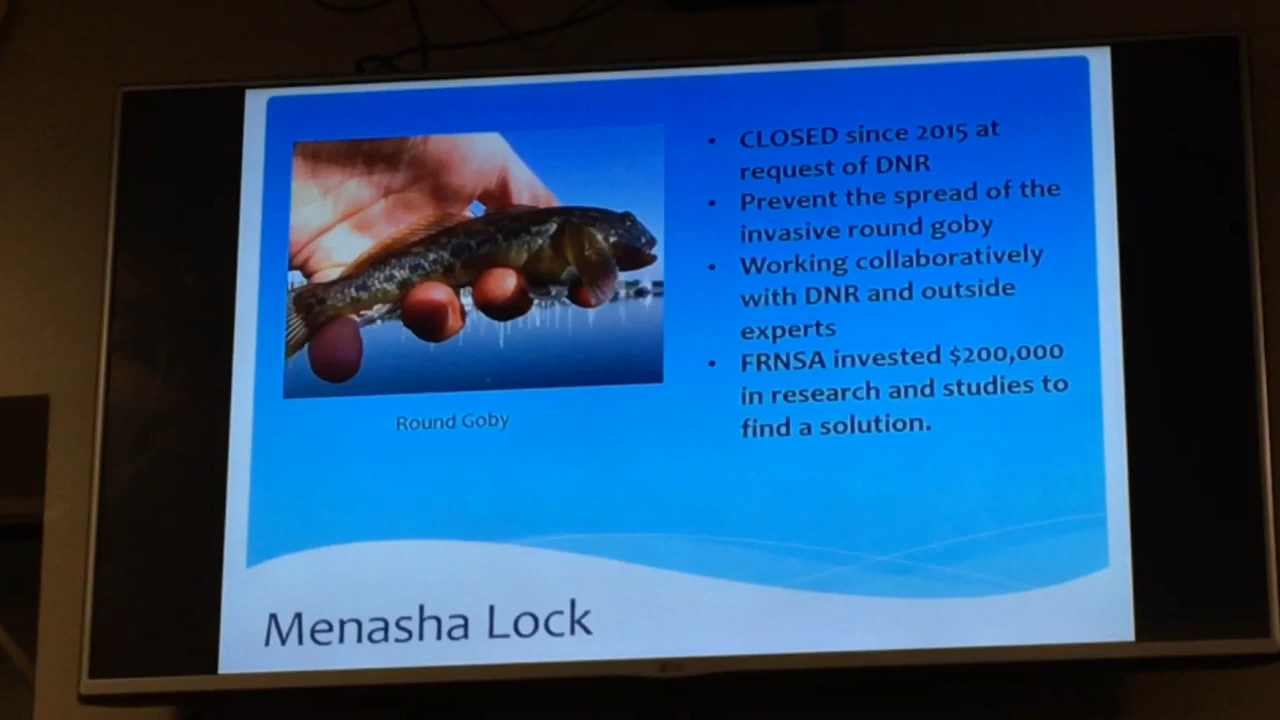 • CLOSED since 2015 at
request of DNR
• Prevent the spread of the
invasive round goby
• Working collaboratively
with DNR and outside
experts
• FRNSA invested $200,000
in research and studies to
find a solution.
Round Goby
Menasha Lock
LG